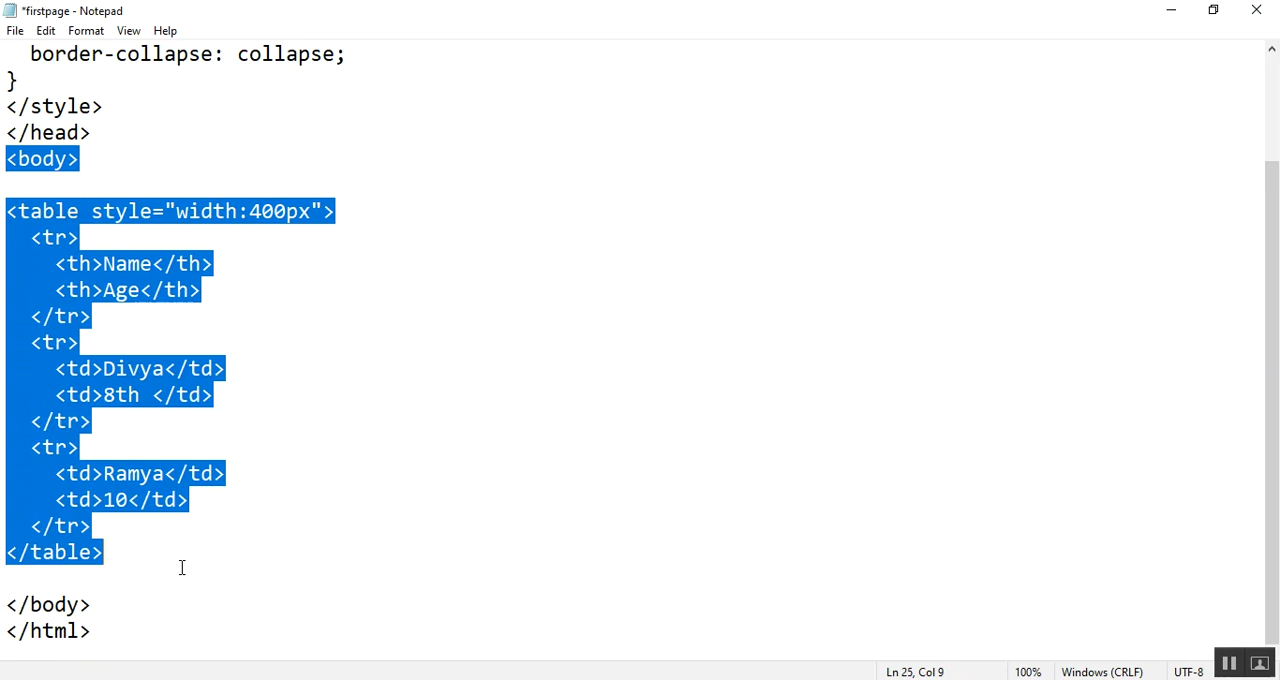 *firstpage - Notepad
File Edit Format View Help
border-collapse: collapse;
}
</style>
</head>
<body>
<table style="width:400px">
<tr>
<th>Name</th>
<th>Age</th>
</tr>
<tr>
<td>Divya</td>
<td>8th </td>
</tr>
<tr>
<td>Ramya</td>
<td>10</td>
</tr>
</table>
</body>
</html>
Ln 25, Col 9 100% Windows (CRLF) UTF-8